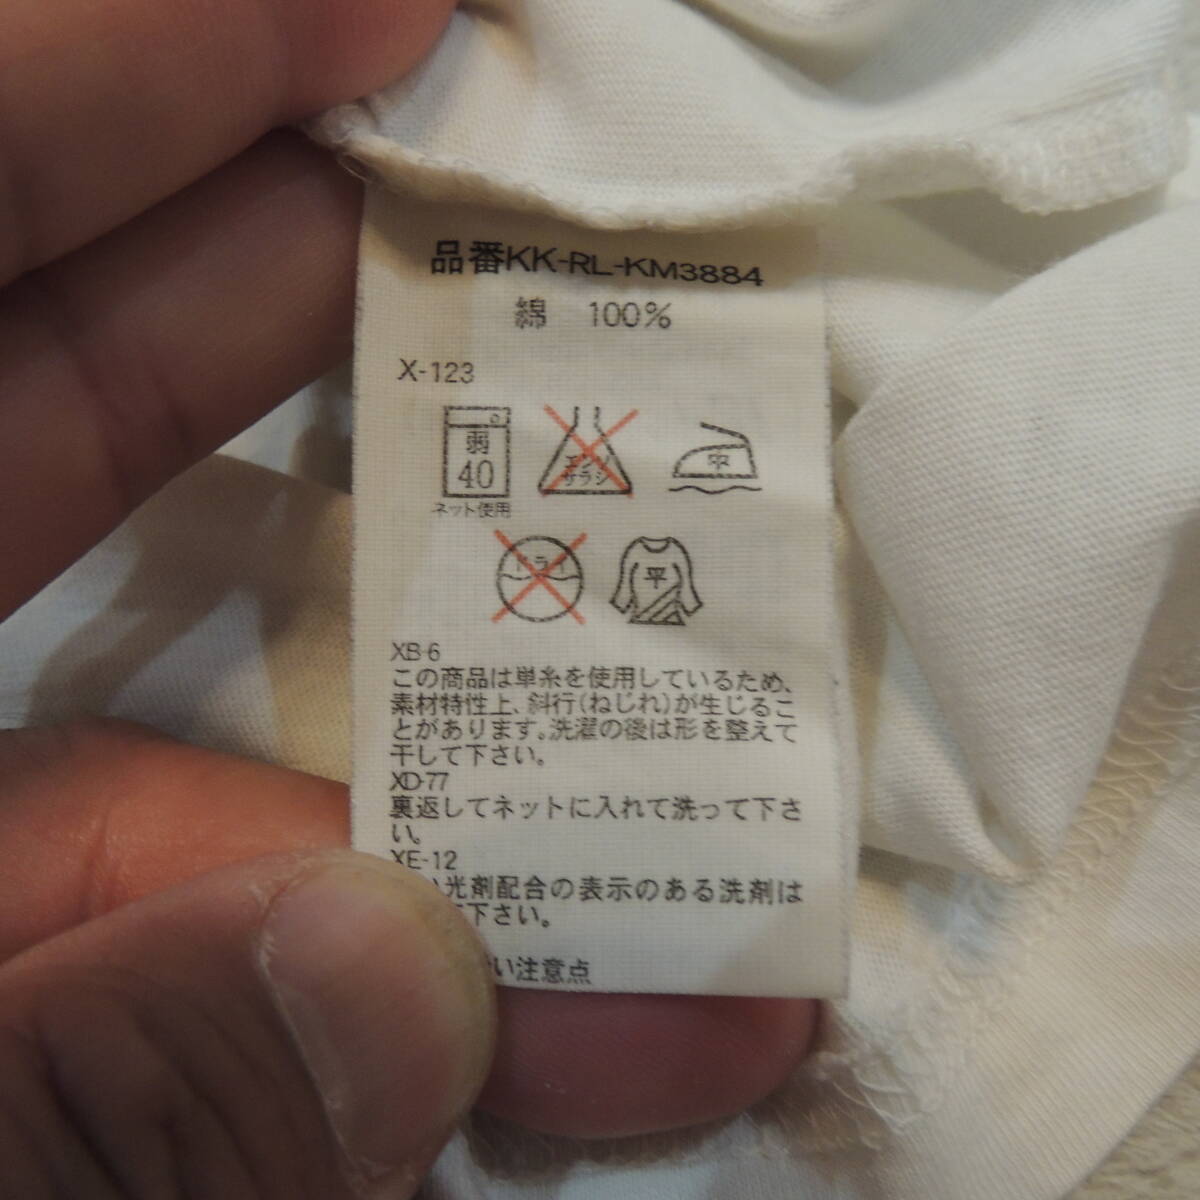 品番KK-RL-KM3884
綿 100%
X-123
弱
40
ネット使用
エンソ
サラシ
中
ドライ
平
XB-6
この商品は単糸を使用しているため、
素材特性上、斜行(ねじれ)が生じるこ
とがあります。洗濯の後は形を整えて
干して下さい。
XD-77
裏返してネットに入れて洗って下さ
い。
XE-12
光剤配合の表示のある洗剤は
下さい。
い注意点